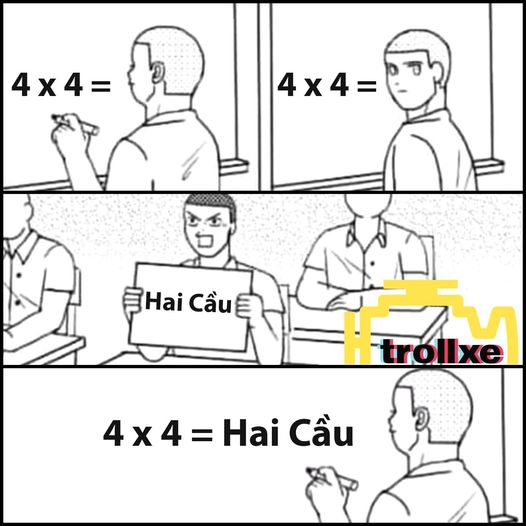 4 x 4 =
4 x 4 =
Hai Cầu
trollxe
4 x 4 = Hai Cầu